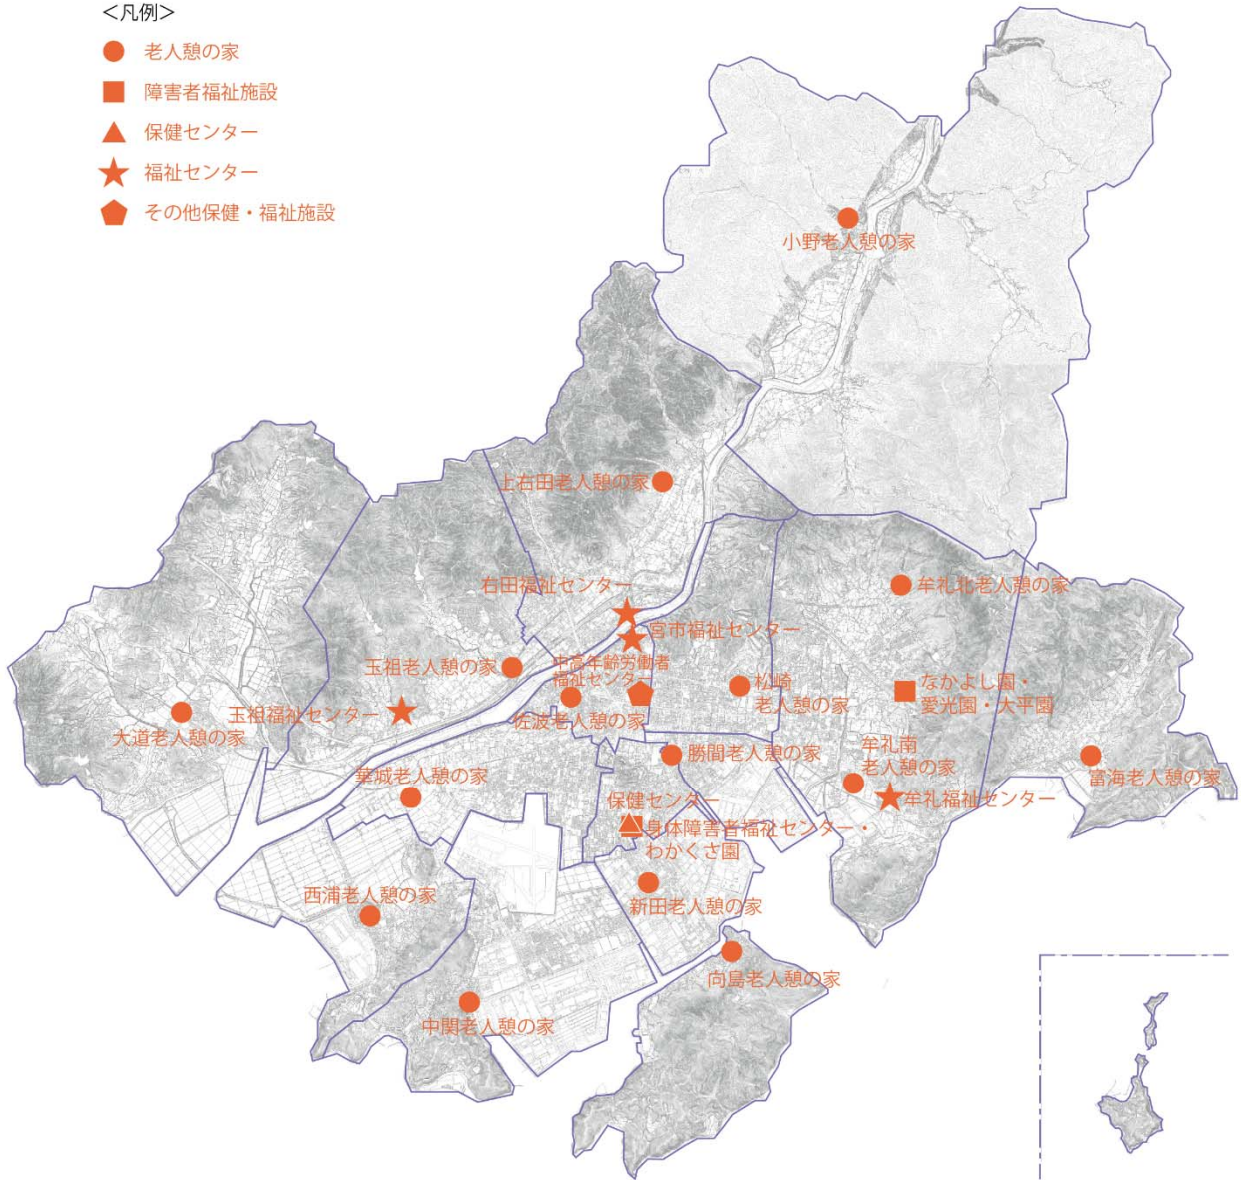 ＜凡例＞
老人憩の家
障害者福祉施設
保健センター
福祉センター
その他保健・福祉施設
小野老人憩の家
上右田老人憩の家
右田福祉センター
牟礼北老人憩の家
宮市福祉センター
中高年齢労働者
福祉センター
玉祖老人憩の家
松崎
老人憩の家
なかよし園・
愛光園・大平園
玉祖福祉センター
佐波老人憩の家
大道老人憩の家
牟礼南
老人憩の家
勝間老人憩の家
華城老人憩の家
富海老人憩の家
保健センター
牟礼福祉センター
身体障害者福祉センター・
わかくさ園
西浦老人憩の家
新田老人憩の家
向島老人憩の家
中関老人憩の家